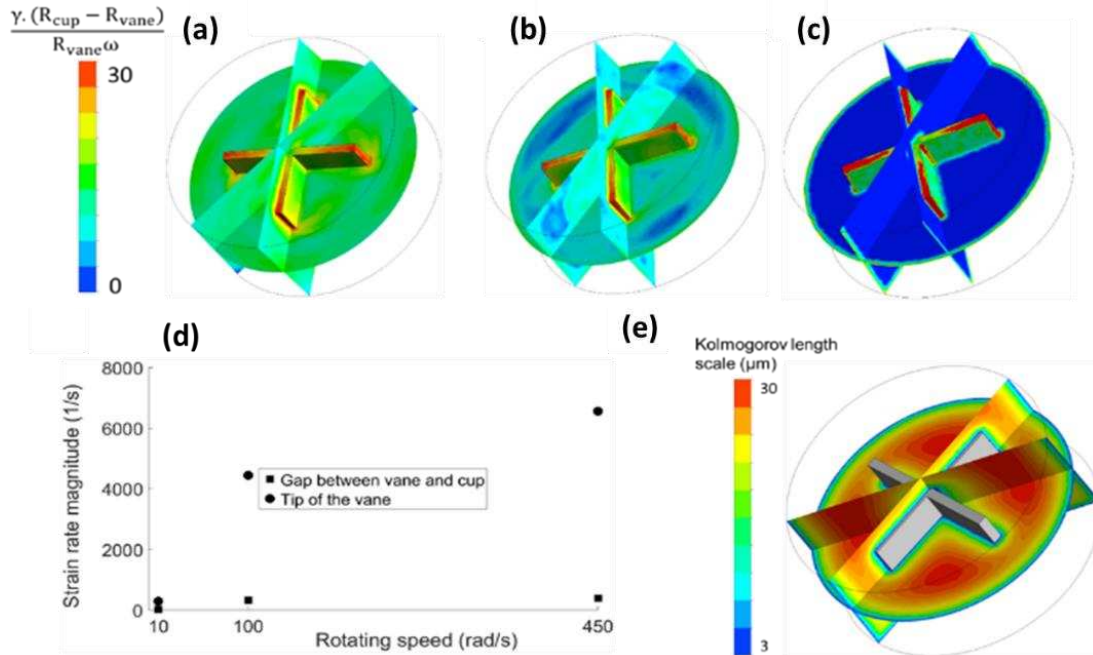 γ. (R_cup − R_vane)
R_vane ω
30
0
(a)
(b)
(c)
(d)
8000
6000
4000
2000
0
Strain rate magnitude (1/s)
Gap between vane and cup
Tip of the vane
10
100
450
Rotating speed (rad/s)
(e)
Kolmogorov length
scale (μm)
30
3